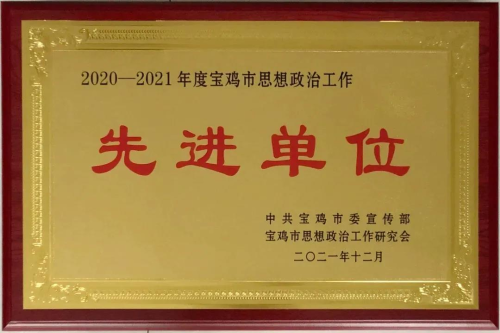 2020—2021年度宝鸡市思想政治工作
先进单位
中共宝鸡市委宣传部
宝鸡市思想政治工作研究会
二〇二一年十二月